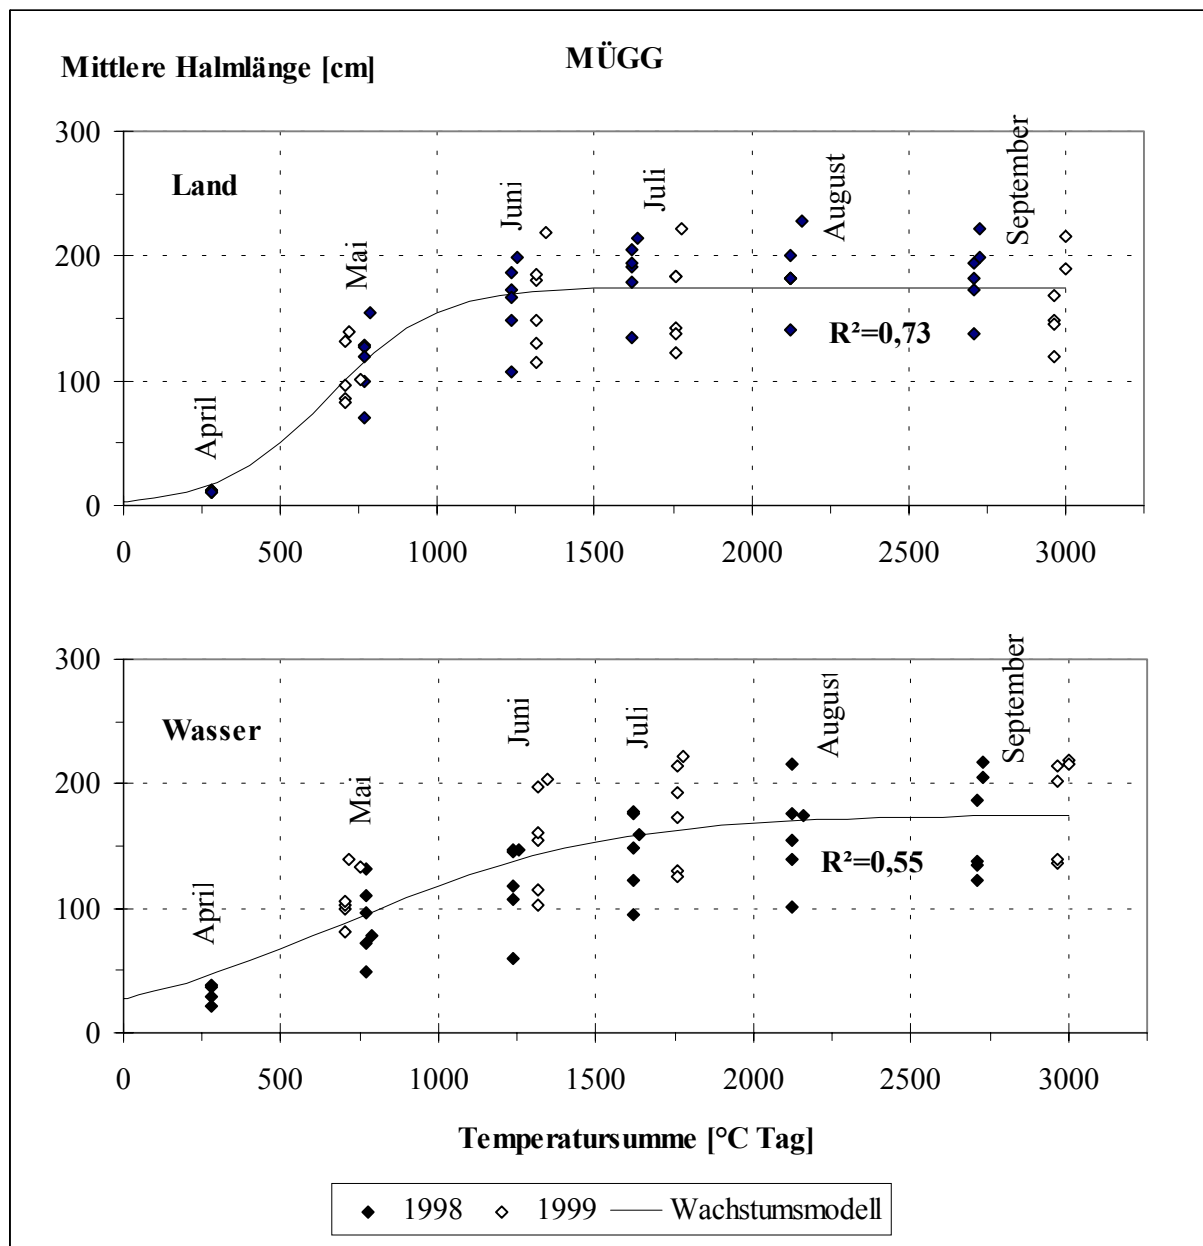 MÜGG
Mittlere Halmlänge [cm]
300
200
100
0
Land
April
Mai
Juni
Juli
August
September
R²=0,73
0 500 1000 1500 2000 2500 3000
300
200
100
0
Wasser
April
Mai
Juni
Juli
August
September
R²=0,55
0 500 1000 1500 2000 2500 3000
Temperatursumme [°C Tag]
1998 1999 Wachstumsmodell